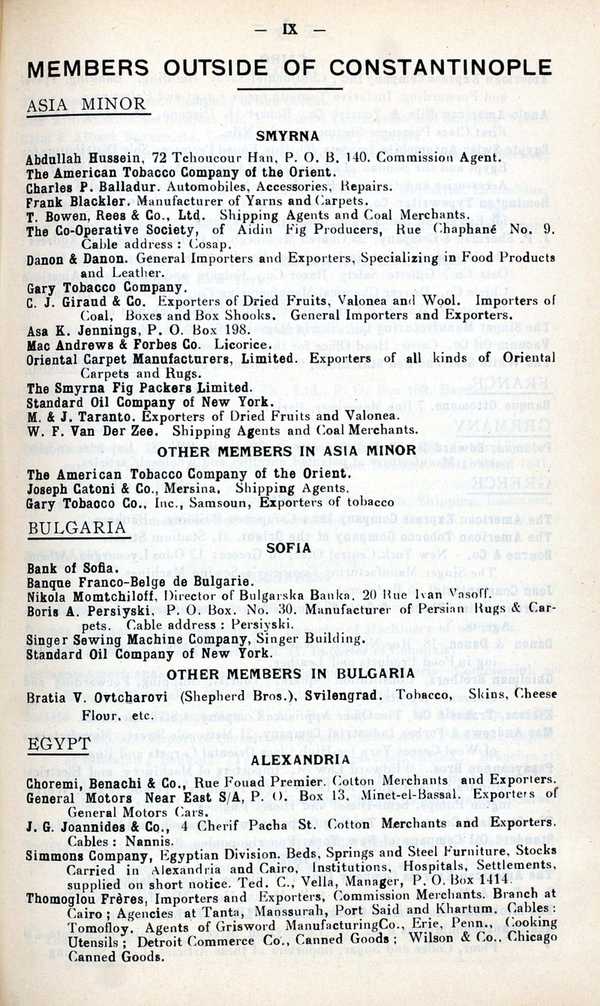 — IX —
MEMBERS OUTSIDE OF CONSTANTINOPLE
ASIA MINOR
SMYRNA
Abdullah Hussein, 72 Tchoucour Han, P. O. B. 140. Commission Agent.
The American Tobacco Company of the Orient.
Charles P. Balladur. Automobiles, Accessories, Repairs.
Frank Blackler. Manufacturer of Yarns and Carpets.
T. Bowen, Rees & Co., Ltd. Shipping Agents and Coal Merchants.
The Co-Operative Society, of Aidin Fig Producers, Rue Chaphané No. 9.
Cable address : Cosap.
Danon & Danon. General Importers and Exporters, Specializing in Food Products
and Leather.
Gary Tobacco Company.
C. J. Giraud & Co. Exporters of Dried Fruits, Valonea and Wool. Importers of
Coal, Boxes and Box Shooks. General Importers and Exporters.
Asa K. Jennings, P. O. Box 198.
Mac Andrews & Forbes Co. Licorice.
Oriental Carpet Manufacturers, Limited. Exporters of all kinds of Oriental
Carpets and Rugs.
The Smyrna Fig Packers Limited.
Standard Oil Company of New York.
M. & J. Taranto. Exporters of Dried Fruits and Valonea.
W. F. Van Der Zee. Shipping Agents and Coal Merchants.
OTHER MEMBERS IN ASIA MINOR
The American Tobacco Company of the Orient.
Joseph Catoni & Co., Mersina. Shipping Agents.
Gary Tobacco Co., Inc., Samsoun, Exporters of tobacco
BULGARIA
SOFIA
Bank of Sofia.
Banque Franco-Belge de Bulgarie.
Nikola Momtchiloff, Director of Bulgarska Banka, 20 Rue Ivan Vasoff.
Boris A. Persiyski. P. O. Box. No. 30. Manufacturer of Persian Rugs & Car-
pets. Cable address : Persiyski.
Singer Sewing Machine Company, Singer Building.
Standard Oil Company of New York.
OTHER MEMBERS IN BULGARIA
Bratia V. Ovtcharovi (Shepherd Bros.), Svilengrad. Tobacco, Skins, Cheese
Flour, etc.
EGYPT
ALEXANDRIA
Choremi, Benachi & Co., Rue Fouad Premier. Cotton Merchants and Exporters.
General Motors Near East S/A, P. O. Box 13, Minet-el-Bassal. Exporters of
General Motors Cars.
J. G. Joannides & Co., 4 Cherif Pacha St. Cotton Merchants and Exporters.
Cables : Nannis.
Simmons Company, Egyptian Division. Beds, Springs and Steel Furniture. Stocks
Carried in Alexandria and Cairo, Institutions, Hospitals, Settlements,
supplied on short notice. Ted. C., Vella, Manager, P. O. Box 1414.
Thomoglou Frères, Importers and Exporters, Commission Merchants. Branch at
Cairo ; Agencies at Tanta, Manssurah, Port Said and Khartum. Cables :
Tomofloy. Agents of Grisword ManufacturingCo., Erie, Penn., Cooking
Utensils ; Detroit Commerce Co., Canned Goods ; Wilson & Co., Chicago
Canned Goods.